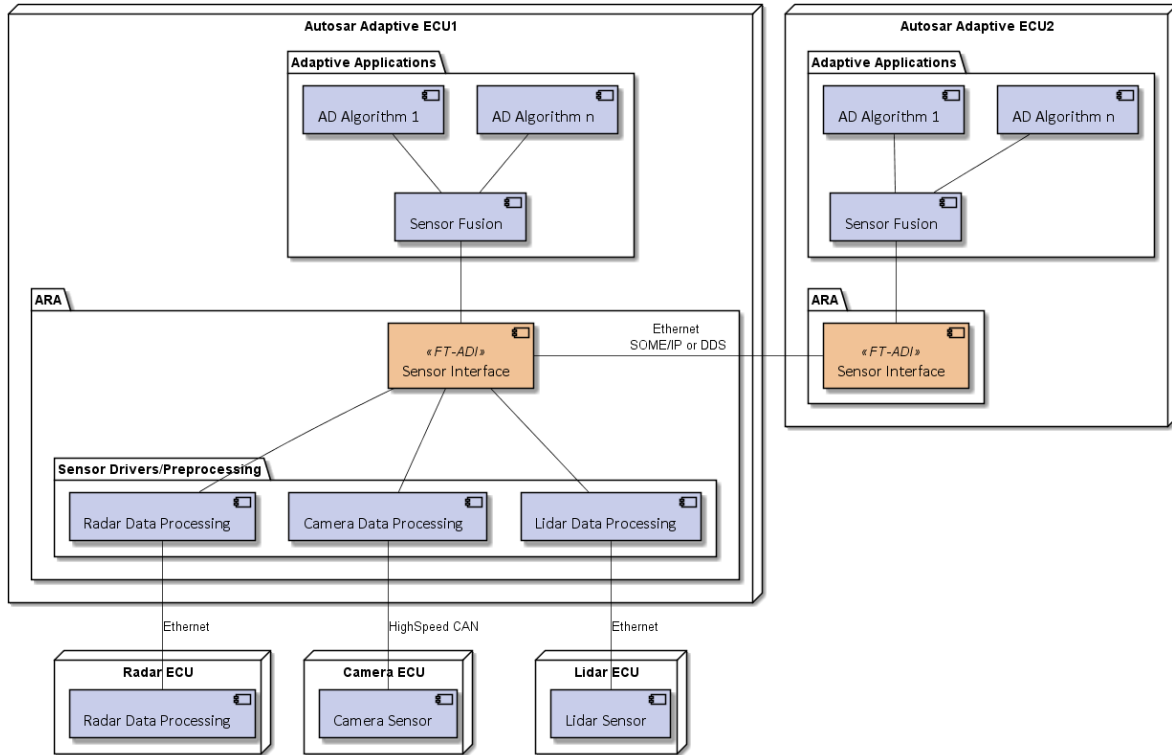 Autosar Adaptive ECU1
Adaptive Applications
AD Algorithm 1
AD Algorithm n
Sensor Fusion
ARA
«FT-ADI»
Sensor Interface
Sensor Drivers/Preprocessing
Radar Data Processing
Camera Data Processing
Lidar Data Processing
Ethernet
SOME/IP or DDS
Autosar Adaptive ECU2
Adaptive Applications
AD Algorithm 1
AD Algorithm n
Sensor Fusion
ARA
«FT-ADI»
Sensor Interface
Ethernet
HighSpeed CAN
Ethernet
Radar ECU
Radar Data Processing
Camera ECU
Camera Sensor
Lidar ECU
Lidar Sensor